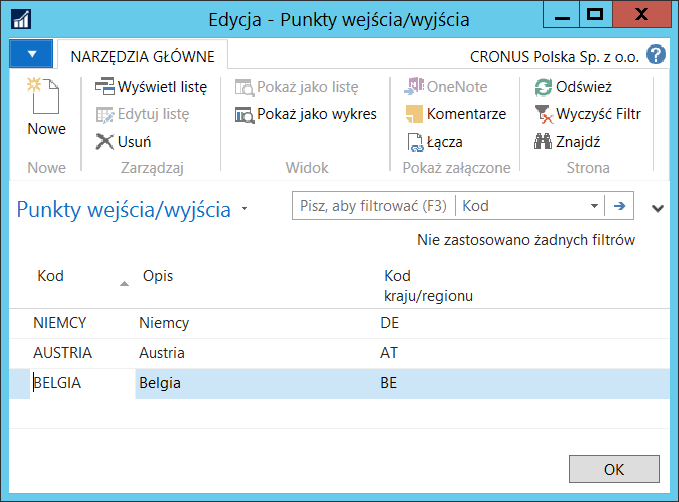 Edycja - Punkty wejścia/wyjścia
NARZĘDZIA GŁÓWNE
CRONUS Polska Sp. z o.o.
Nowe
Nowe
Wyświetl listę
Edytuj listę
Usuń
Zarządzaj
Pokaż jako listę
Pokaż jako wykres
Widok
OneNote
Komentarze
Łącza
Pokaż załączone
Odśwież
Wyczyść Filtr
Znajdź
Strona
Punkty wejścia/wyjścia
Pisz, aby filtrować (F3) Kod
Nie zastosowano żadnych filtrów
Kod Opis Kod
kraju/regionu
NIEMCY Niemcy DE
AUSTRIA Austria AT
BELGIA Belgia BE
OK